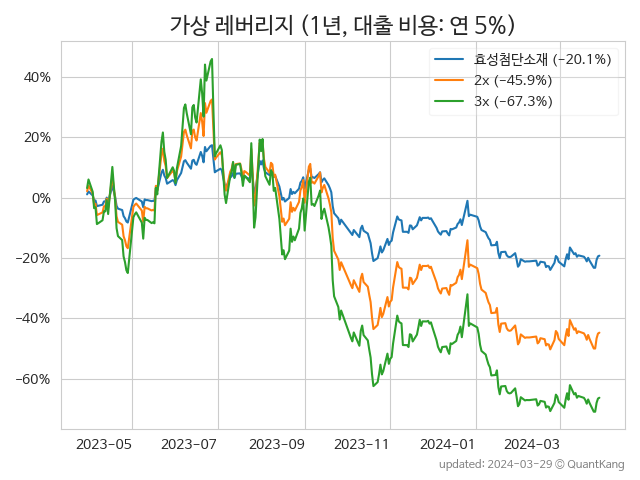 가상 레버리지 (1년, 대출 비용: 연 5%)
효성첨단소재 (-20.1%)
2x (-45.9%)
3x (-67.3%)
40%
20%
0%
-20%
-40%
-60%
2023-05 2023-07 2023-09 2023-11 2024-01 2024-03
updated: 2024-03-29 © QuantKang